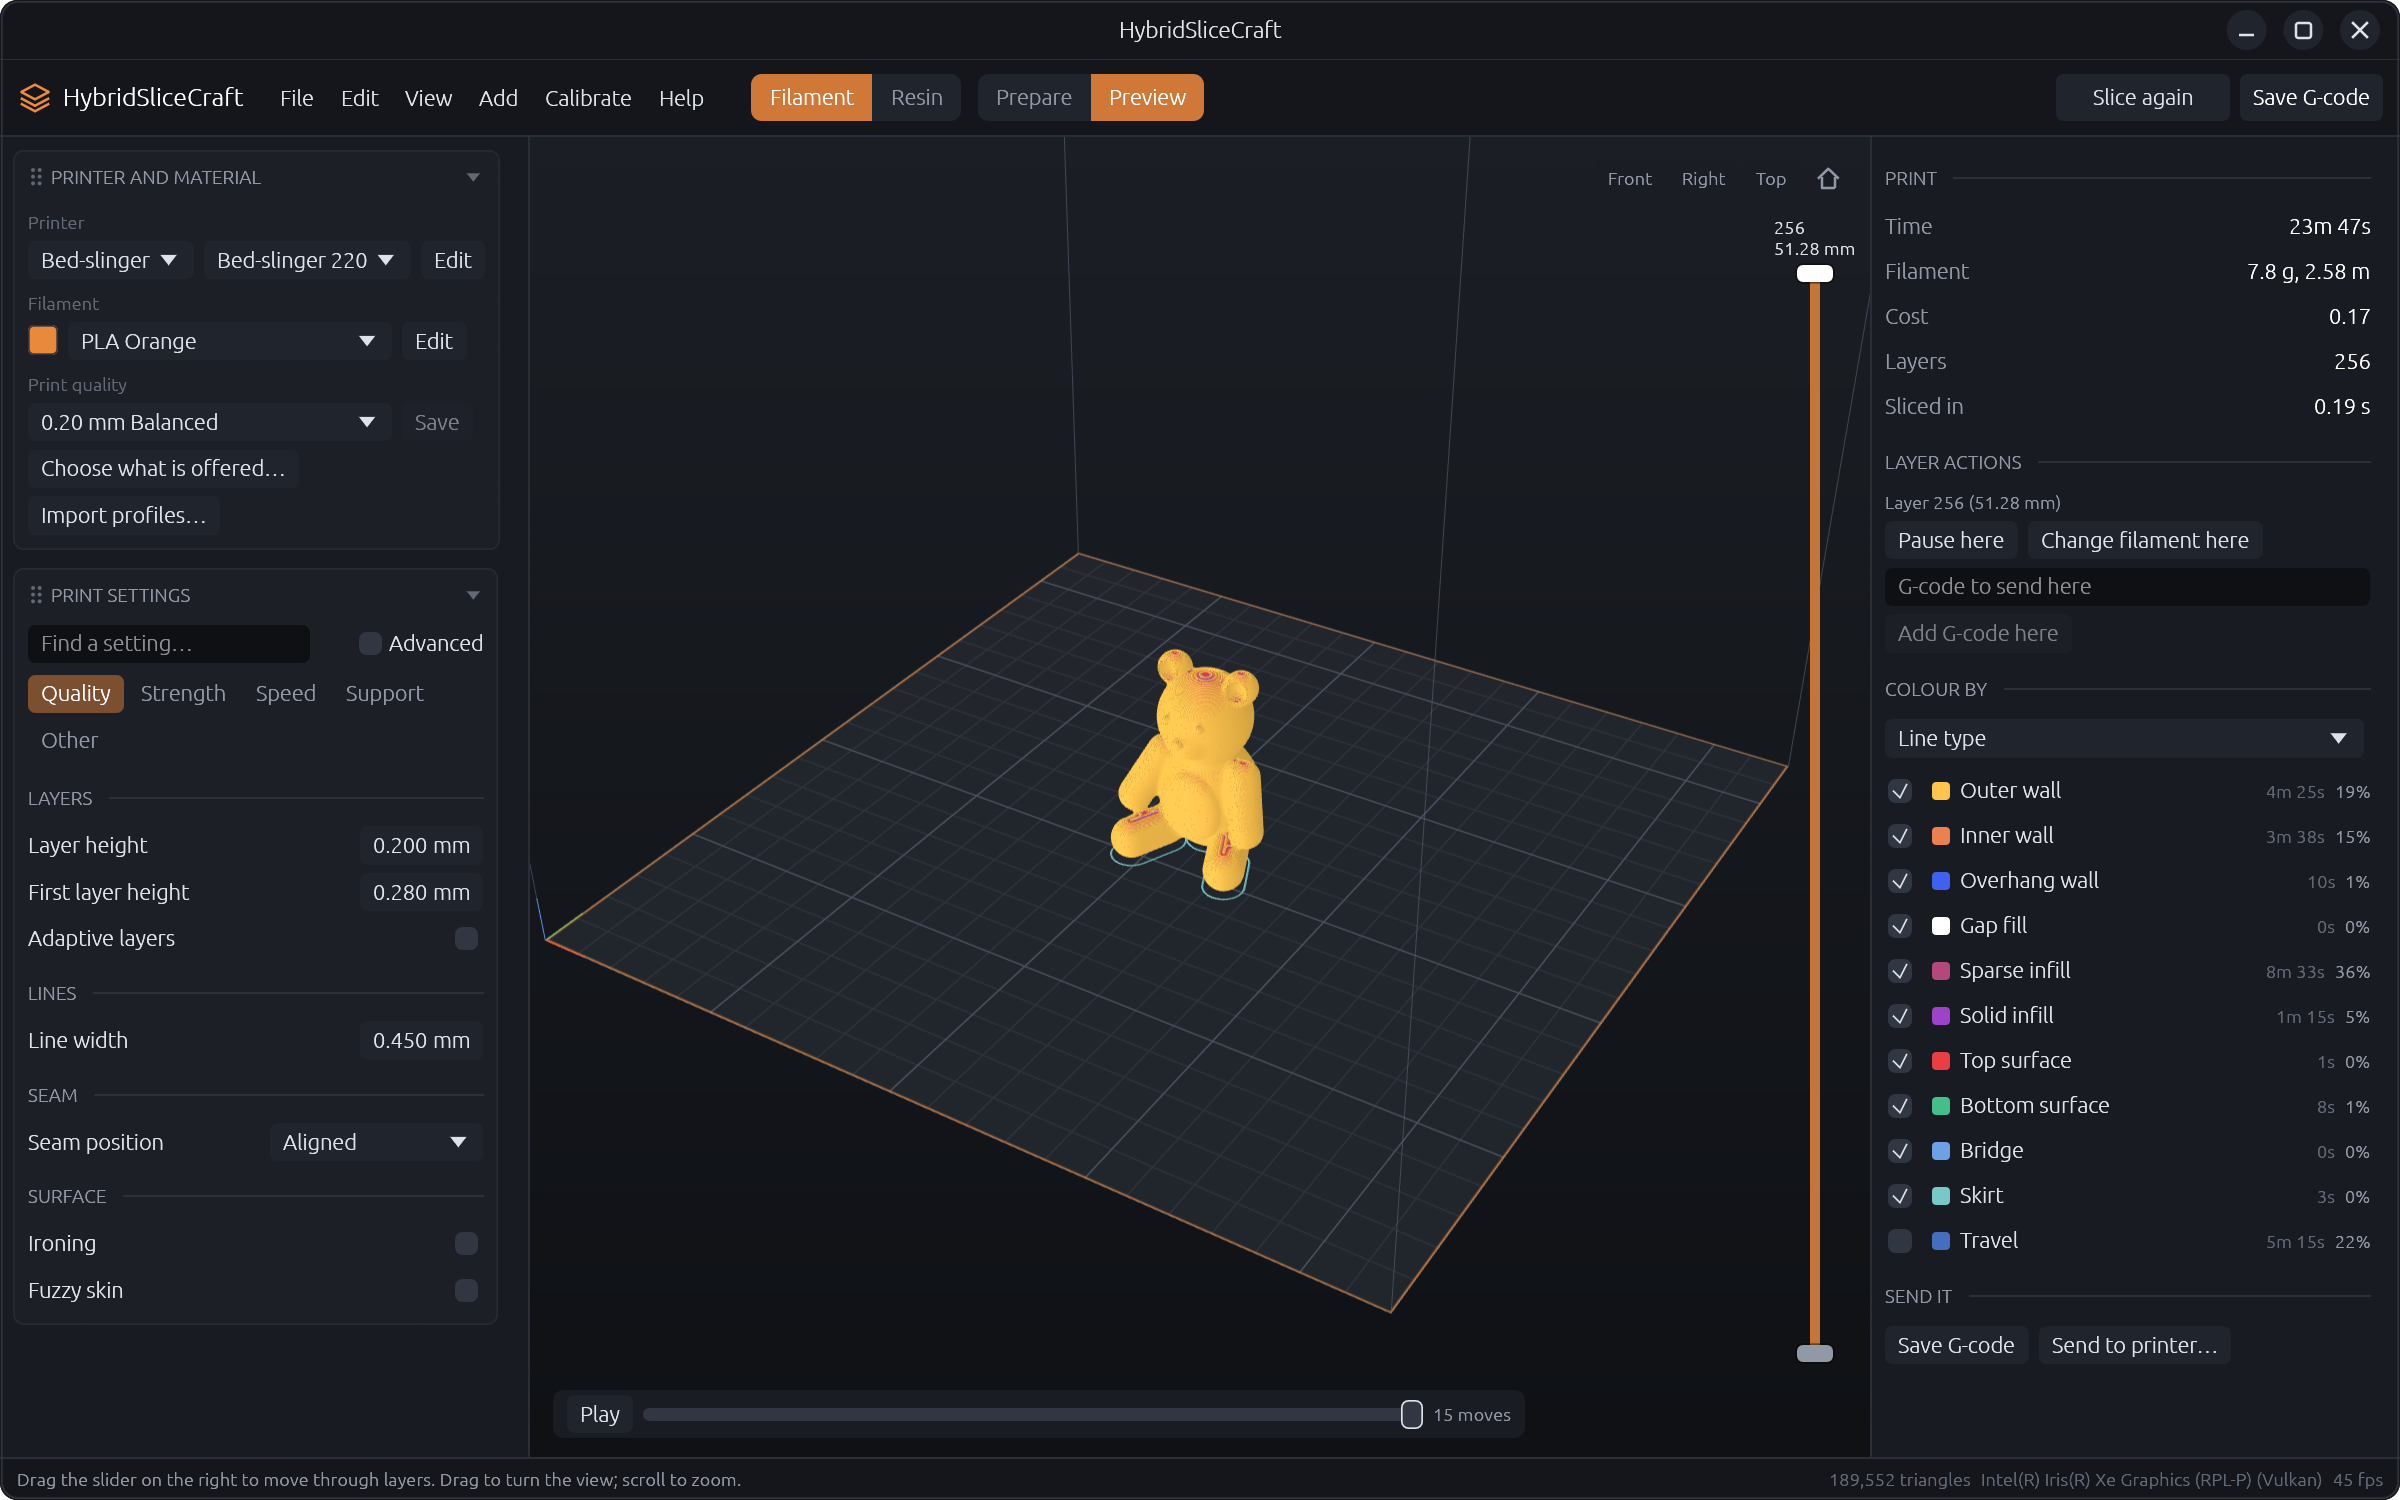 HybridSliceCraft
HybridSliceCraft File Edit View Add Calibrate Help Filament Resin Prepare Preview Slice again Save G-code
PRINTER AND MATERIAL
Printer
Bed-slinger Bed-slinger 220 Edit
Filament
PLA Orange Edit
Print quality
0.20 mm Balanced Save
Choose what is offered…
Import profiles…
PRINT SETTINGS
Find a setting… Advanced
Quality Strength Speed Support
Other
LAYERS
Layer height 0.200 mm
First layer height 0.280 mm
Adaptive layers
LINES
Line width 0.450 mm
SEAM
Seam position Aligned
SURFACE
Ironing
Fuzzy skin
Front Right Top
256
51.28 mm
Play 15 moves
PRINT
Time 23m 47s
Filament 7.8 g, 2.58 m
Cost 0.17
Layers 256
Sliced in 0.19 s
LAYER ACTIONS
Layer 256 (51.28 mm)
Pause here Change filament here
G-code to send here
Add G-code here
COLOUR BY
Line type
Outer wall 4m 25s 19%
Inner wall 3m 38s 15%
Overhang wall 10s 1%
Gap fill 0s 0%
Sparse infill 8m 33s 36%
Solid infill 1m 15s 5%
Top surface 1s 0%
Bottom surface 8s 1%
Bridge 0s 0%
Skirt 3s 0%
Travel 5m 15s 22%
SEND IT
Save G-code Send to printer…
Drag the slider on the right to move through layers. Drag to turn the view; scroll to zoom.
189,552 triangles Intel(R) Iris(R) Xe Graphics (RPL-P) (Vulkan) 45 fps